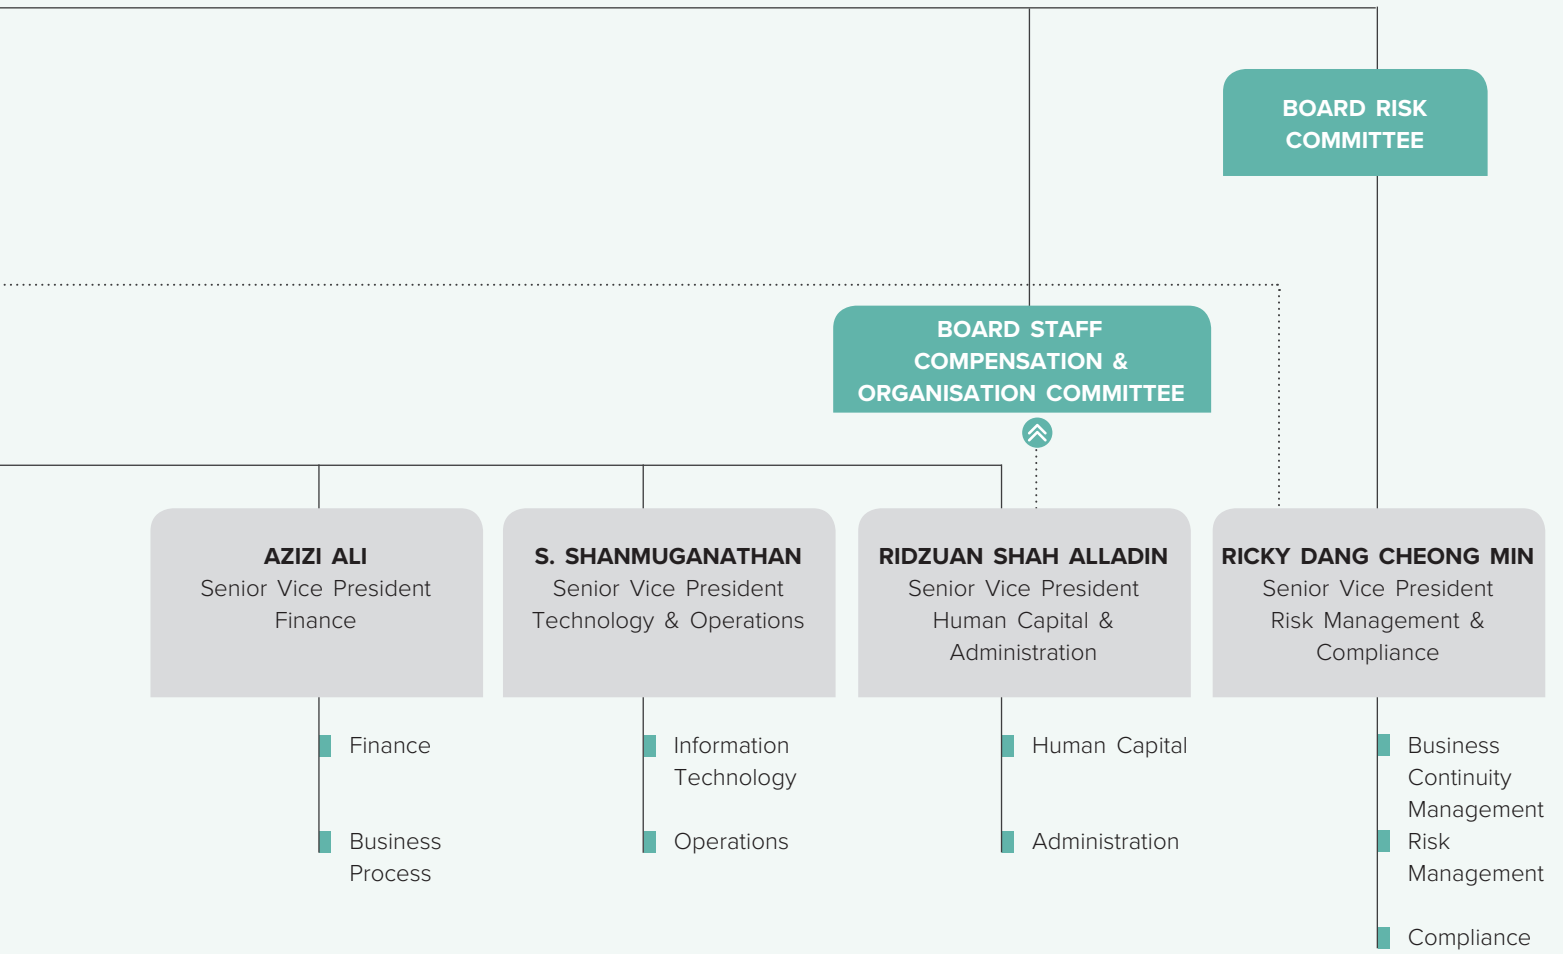 BOARD RISK
COMMITTEE
BOARD STAFF
COMPENSATION &
ORGANISATION COMMITTEE
AZIZI ALI
Senior Vice President
Finance
S. SHANMUGANATHAN
Senior Vice President
Technology & Operations
RIDZUAN SHAH ALLADIN
Senior Vice President
Human Capital &
Administration
RICKY DANG CHEONG MIN
Senior Vice President
Risk Management &
Compliance
Finance
Business
Process
Information
Technology
Operations
Human Capital
Administration
Business
Continuity
Management
Risk
Management
Compliance